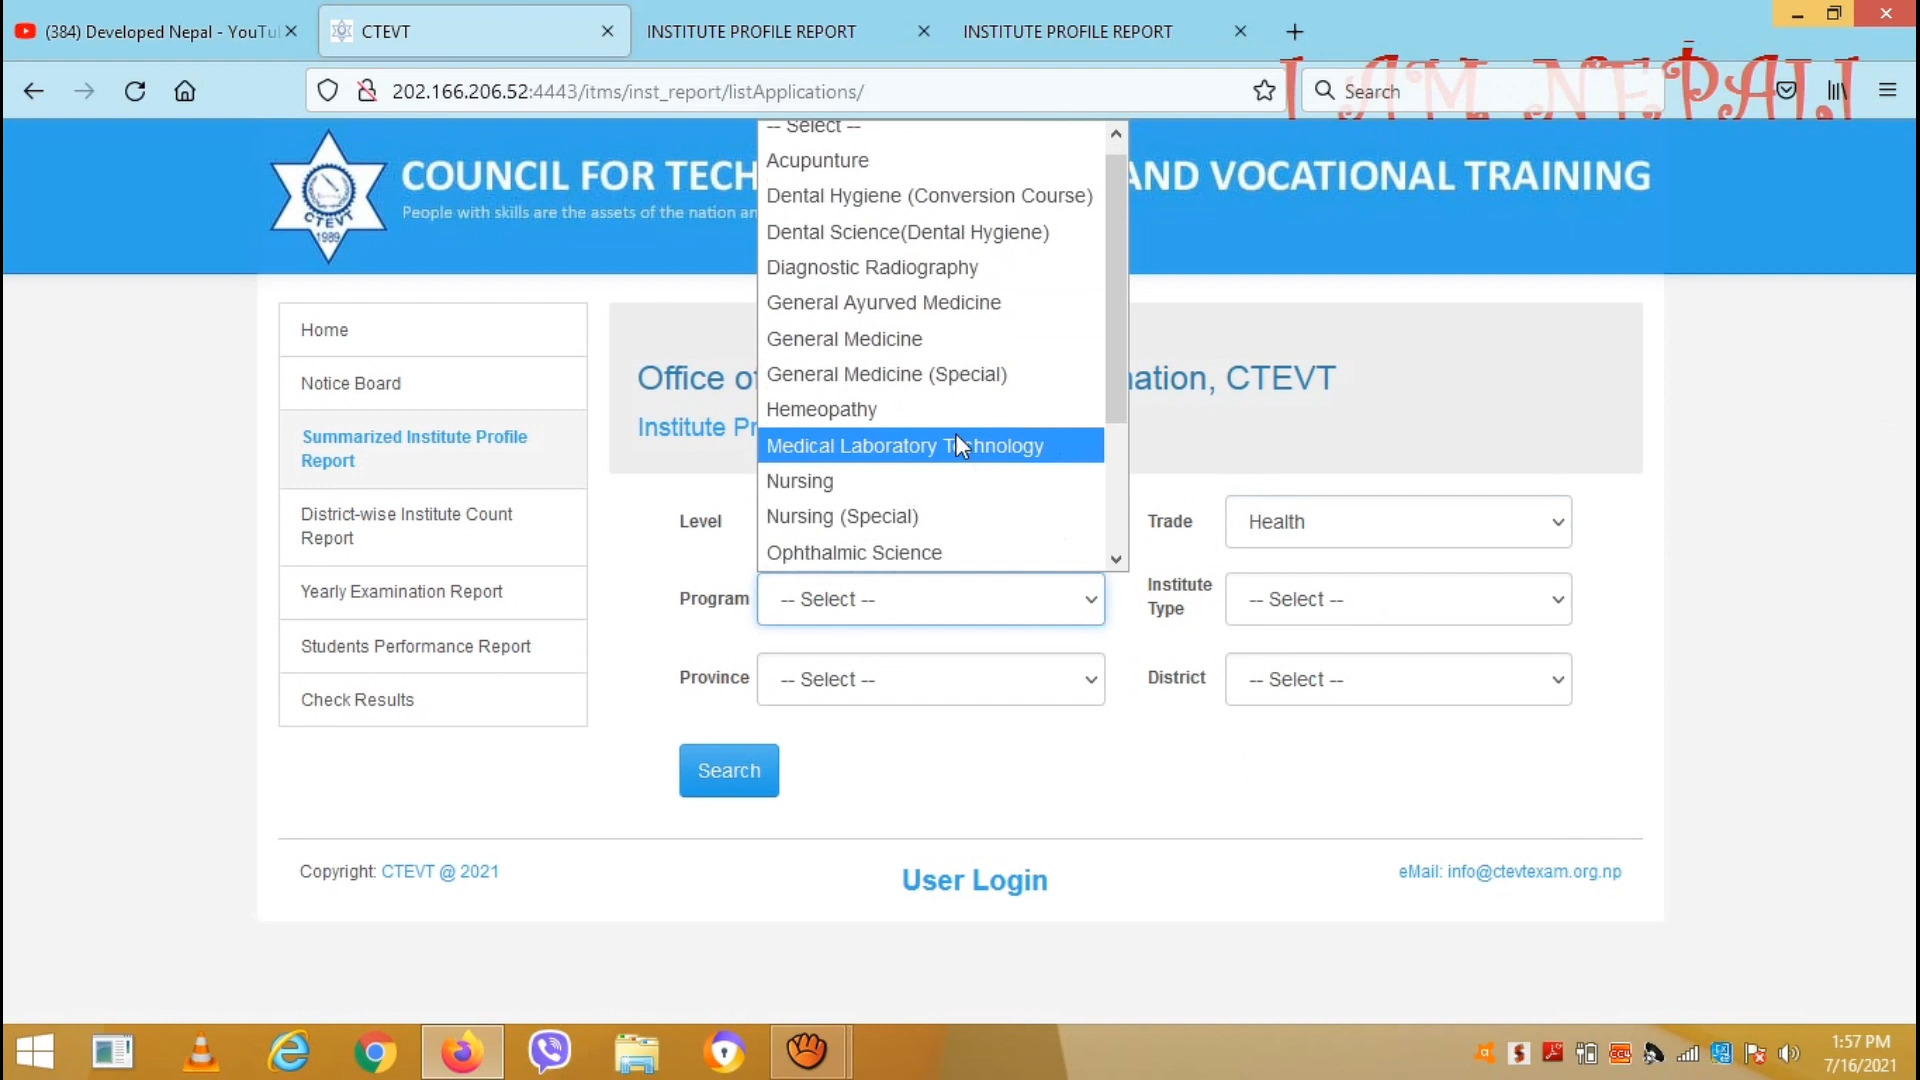 (384) Developed Nepal - YouTu
CTEVT
INSTITUTE PROFILE REPORT
INSTITUTE PROFILE REPORT
I AM NEPALI
202.166.206.52:4443/itms/inst_report/listApplications/
Search
CTEVT
1989
COUNCIL FOR TECH
AND VOCATIONAL TRAINING
People with skills are the assets of the nation an
-- Select --
Acupunture
Dental Hygiene (Conversion Course)
Dental Science(Dental Hygiene)
Diagnostic Radiography
General Ayurved Medicine
General Medicine
General Medicine (Special)
Hemeopathy
Medical Laboratory Technology
Nursing
Nursing (Special)
Ophthalmic Science
Home
Notice Board
Summarized Institute Profile
Report
District-wise Institute Count
Report
Yearly Examination Report
Students Performance Report
Check Results
Office o
nation, CTEVT
Institute Pr
Level
Trade
Health
Program
-- Select --
Institute
Type
-- Select --
Province
-- Select --
District
-- Select --
Search
Copyright: CTEVT @ 2021
User Login
eMail: info@ctevtexam.org.np
1:57 PM
7/16/2021